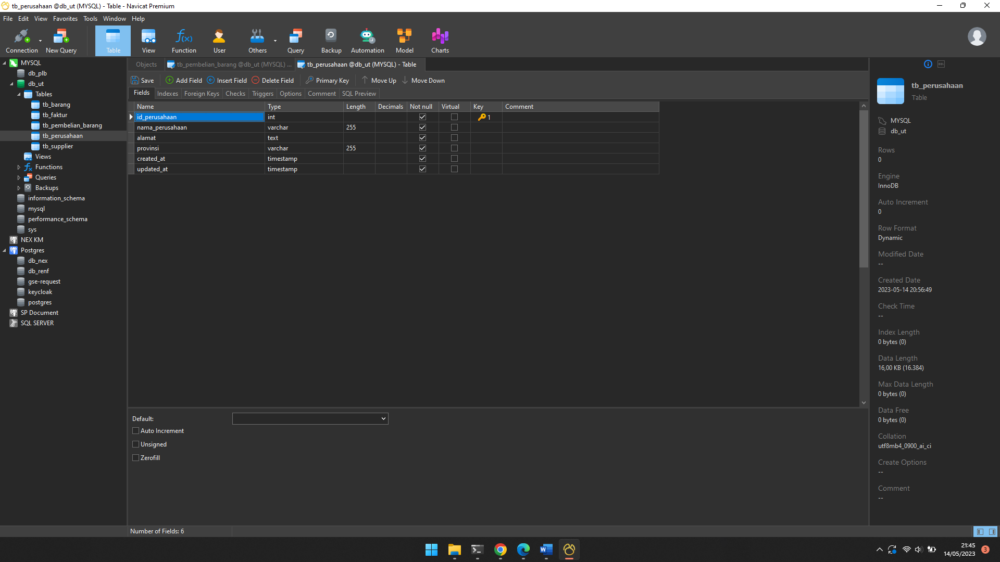 tb_perusahaan @db_ut (MYSQL) - Table - Navicat Premium
File Edit View Favorites Tools Window Help
Connection New Query Table View Function User Others Query Backup Automation Model Charts
MYSQL
db_plb
db_ut
Tables
tb_barang
tb_faktur
tb_pembelian_barang
tb_perusahaan
tb_supplier
Views
Functions
Queries
Backups
information_schema
mysql
performance_schema
sys
NEX KM
Postgres
db_nex
db_renf
gse-request
keycloak
postgres
SP Document
SQL SERVER
Objects tb_pembelian_barang @db_ut (MYSQL) ... tb_perusahaan @db_ut (MYSQL) - Table
Save Add Field Insert Field Delete Field Primary Key Move Up Move Down
Fields Indexes Foreign Keys Checks Triggers Options Comment SQL Preview
Name Type Length Decimals Not null Virtual Key Comment
id_perusahaan int 1
nama_perusahaan varchar 255
alamat text
provinsi varchar 255
created_at timestamp
updated_at timestamp
Default:
Auto Increment
Unsigned
Zerofill
Number of Fields: 6
tb_perusahaan
Table
MYSQL
db_ut
Rows
0
Engine
InnoDB
Auto Increment
0
Row Format
Dynamic
Modified Date
--
Created Date
2023-05-14 20:56:49
Check Time
--
Index Length
0 bytes (0)
Data Length
16,00 KB (16.384)
Max Data Length
0 bytes (0)
Data Free
0 bytes (0)
Collation
utf8mb4_0900_ai_ci
Create Options
--
Comment
--
21:45
14/05/2023
3